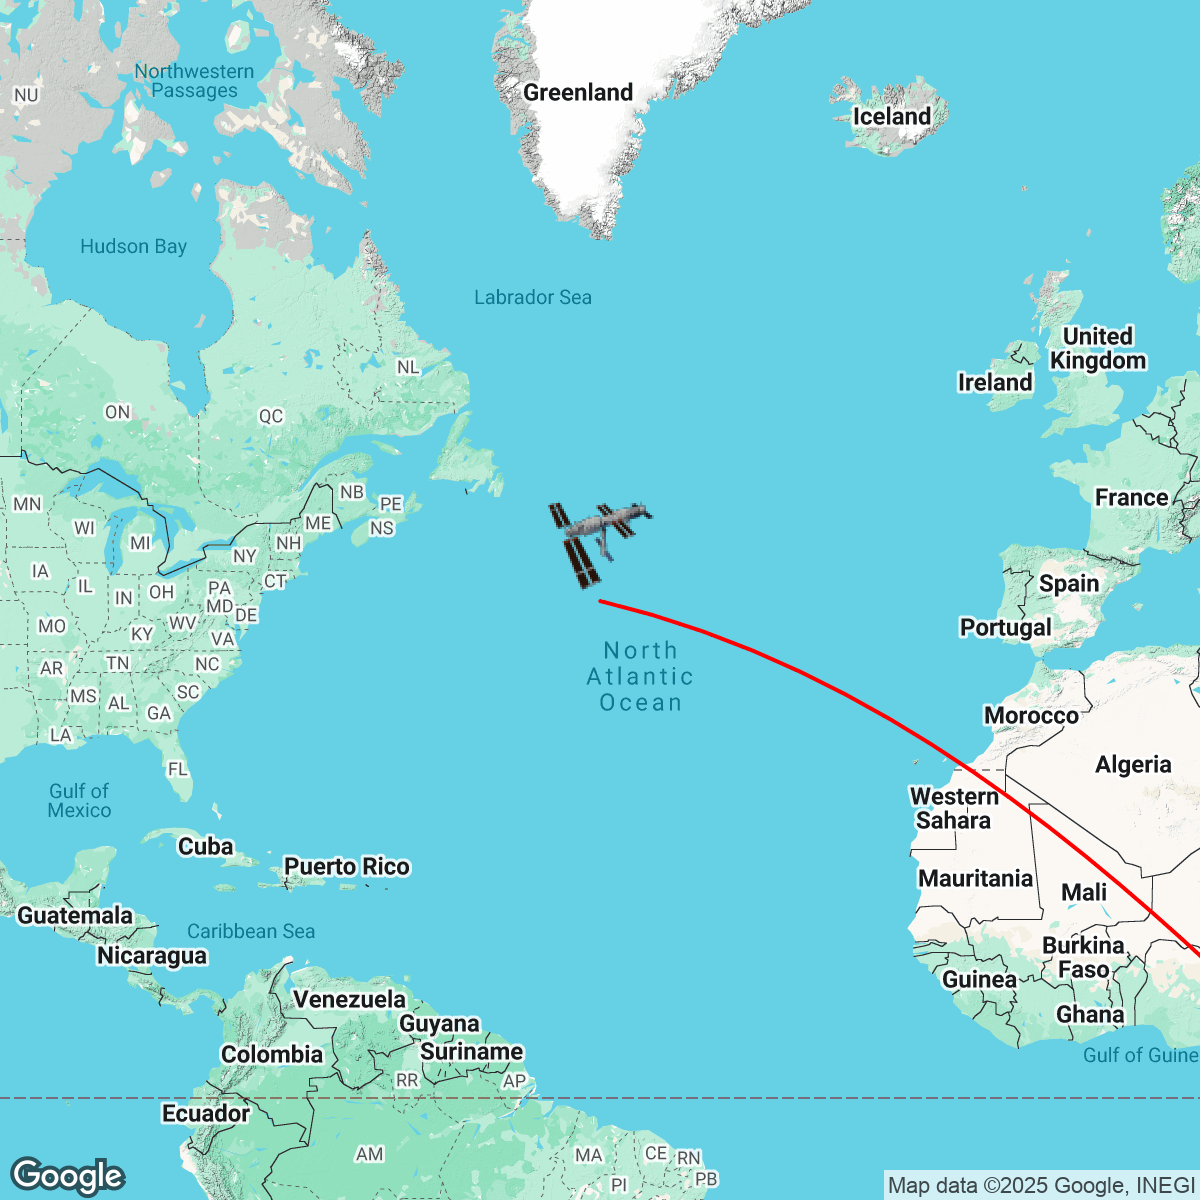 Northwestern
Passages
NU
Greenland
Iceland
Hudson Bay
Labrador Sea
United
Kingdom
Ireland
NL
ON
QC
NB
PE
NS
ME
MN
WI
MI
NY
NH
CT
France
IA
IL
IN
OH
PA
MD
DE
Spain
MO
KY
WV
VA
Portugal
North
Atlantic
Ocean
AR
TN
NC
MS
AL
SC
GA
LA
FL
Morocco
Algeria
Gulf of
Mexico
Western
Sahara
Cuba
Puerto Rico
Mauritania
Mali
Guatemala
Caribbean Sea
Nicaragua
Burkina
Faso
Guinea
Ghana
Venezuela
Guyana
Suriname
Colombia
Gulf of Guine
RR
AP
Ecuador
AM
MA
CE
RN
PI
PB
Google
Map data ©2025 Google, INEGI